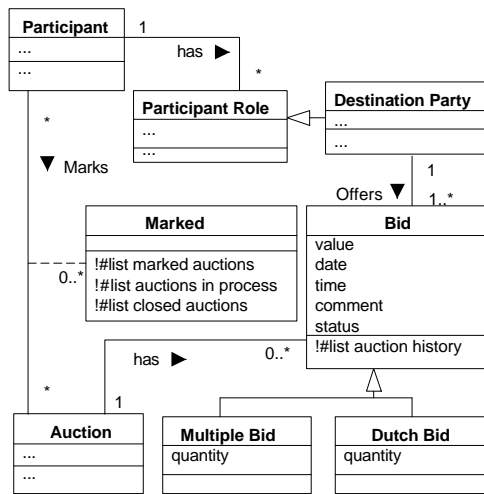 Participant
...
...
1
has ▶
*
Participant Role
...
...
Destination Party
...
...
*
▼ Marks
1
Offers ▼
1..*
Marked
!#list marked auctions
!#list auctions in process
!#list closed auctions
0..*
Bid
value
date
time
comment
status
!#list auction history
0..*
has ▶
*
1
Auction
...
...
Multiple Bid
quantity
Dutch Bid
quantity